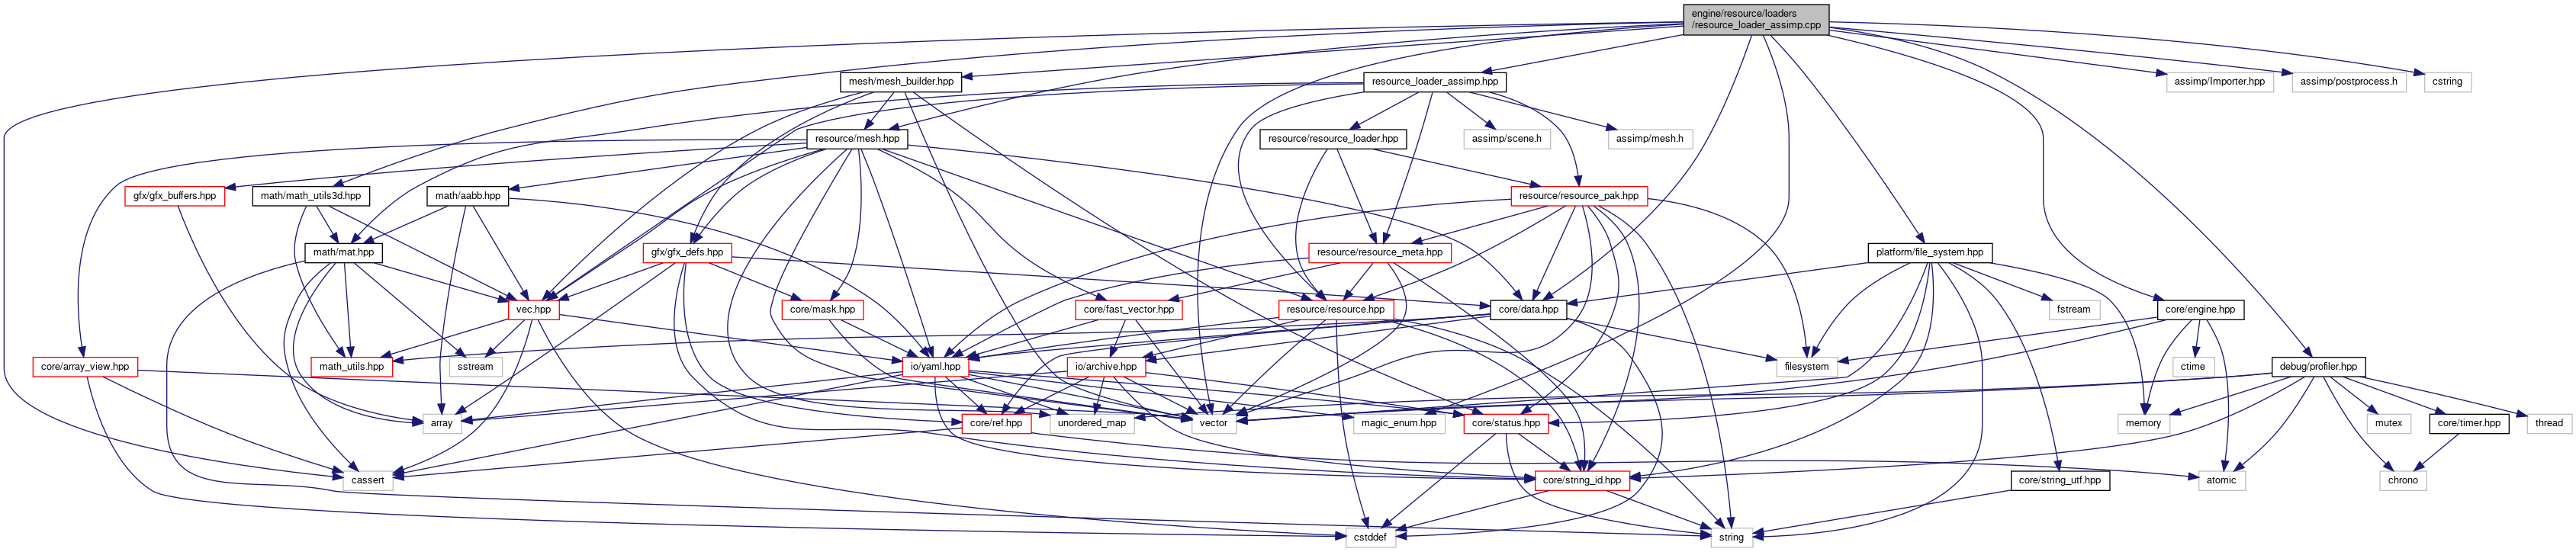 engine/resource/loaders
/resource_loader_assimp.cpp
mesh/mesh_builder.hpp
resource_loader_assimp.hpp
assimp/Importer.hpp
assimp/postprocess.h
cstring
resource/mesh.hpp
resource/resource_loader.hpp
assimp/scene.h
assimp/mesh.h
gfx/gfx_buffers.hpp
math/math_utils3d.hpp
math/aabb.hpp
resource/resource_pak.hpp
math/mat.hpp
gfx/gfx_defs.hpp
resource/resource_meta.hpp
platform/file_system.hpp
vec.hpp
core/mask.hpp
core/fast_vector.hpp
resource/resource.hpp
core/data.hpp
fstream
core/engine.hpp
core/array_view.hpp
math_utils.hpp
sstream
io/yaml.hpp
io/archive.hpp
filesystem
ctime
debug/profiler.hpp
array
core/ref.hpp
unordered_map
vector
magic_enum.hpp
core/status.hpp
memory
mutex
core/timer.hpp
thread
cassert
core/string_id.hpp
core/string_utf.hpp
atomic
chrono
cstddef
string